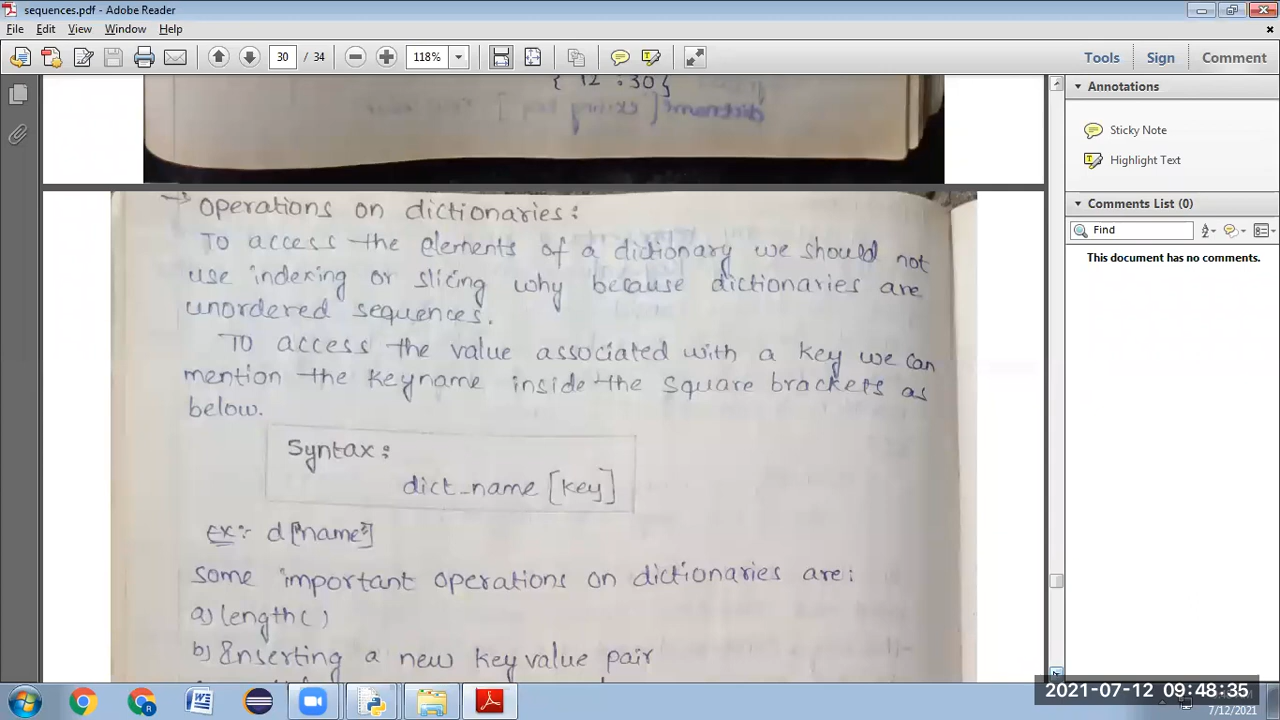 sequences.pdf - Adobe Reader
File Edit View Window Help
30 / 34 118% Tools Sign Comment
{ 12 : 30}
Annotations
Sticky Note
Highlight Text
Comments List (0)
Find
This document has no comments.
→ Operations on dictionaries:
To access the elements of a dictionary we should not
use indexing or slicing why because dictionaries are
unordered sequences.
To access the value associated with a key we can
mention the keyname inside the square brackets as
below.
Syntax:
dict_name [key]
Ex:- d["name"]
Some important operations on dictionaries are:
a) length( )
b) Inserting a new key value pair
2021-07-12 09:48:35
7/12/2021